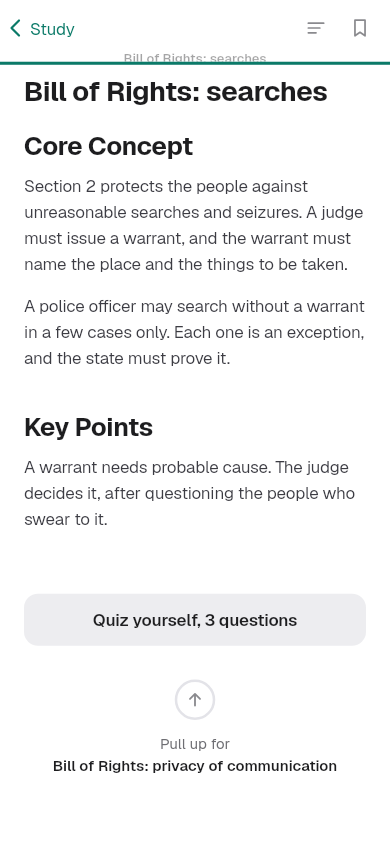 Study
Bill of Rights: searches
Bill of Rights: searches
Core Concept
Section 2 protects the people against
unreasonable searches and seizures. A judge
must issue a warrant, and the warrant must
name the place and the things to be taken.
A police officer may search without a warrant
in a few cases only. Each one is an exception,
and the state must prove it.
Key Points
A warrant needs probable cause. The judge
decides it, after questioning the people who
swear to it.
Quiz yourself, 3 questions
Pull up for
Bill of Rights: privacy of communication